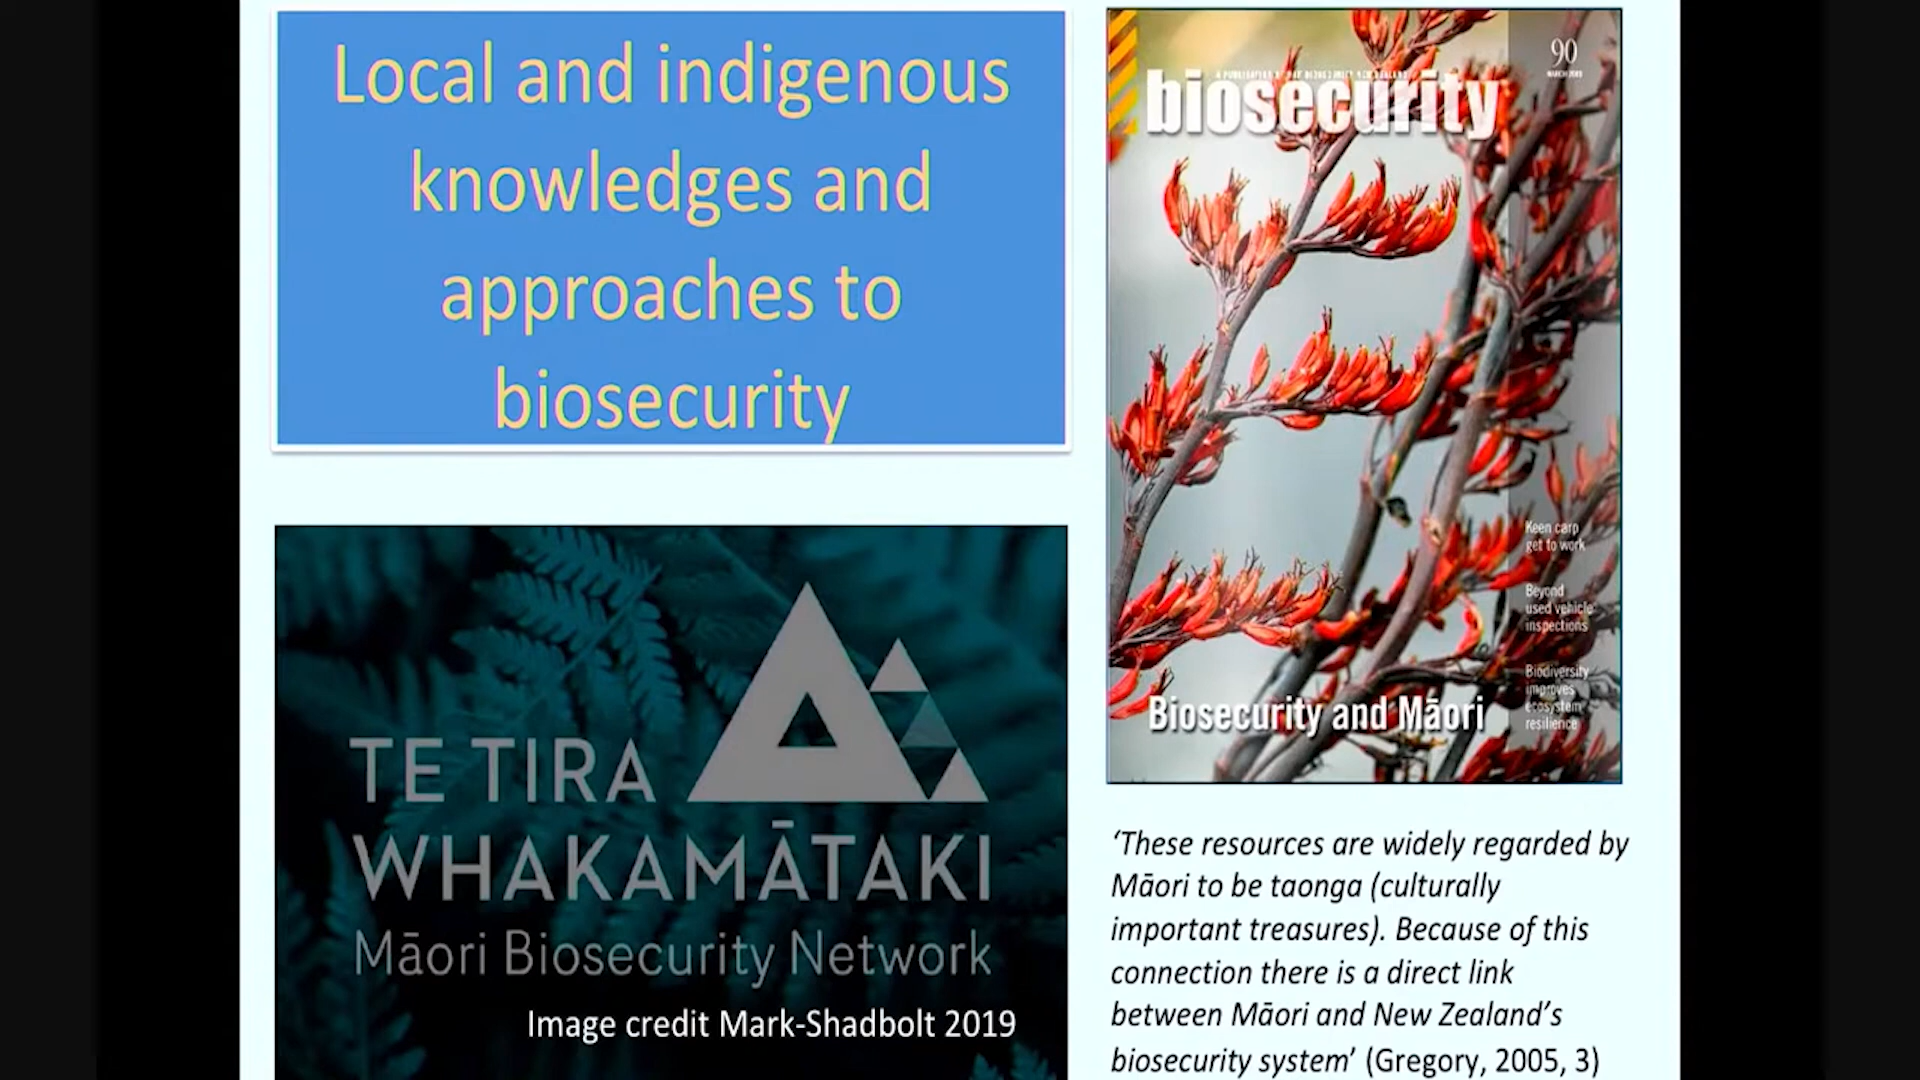 Local and indigenous
knowledges and
approaches to
biosecurity
TE TIRA
WHAKAMĀTAKI
Māori Biosecurity Network
Image credit Mark-Shadbolt 2019
90
biosecurity
Keen carp
get to work
Beyond
used vehicle
inspections
Biodiversity
improves
ecosystem
resilience
Biosecurity and Māori
‘These resources are widely regarded by
Māori to be taonga (culturally
important treasures). Because of this
connection there is a direct link
between Māori and New Zealand’s
biosecurity system’ (Gregory, 2005, 3)